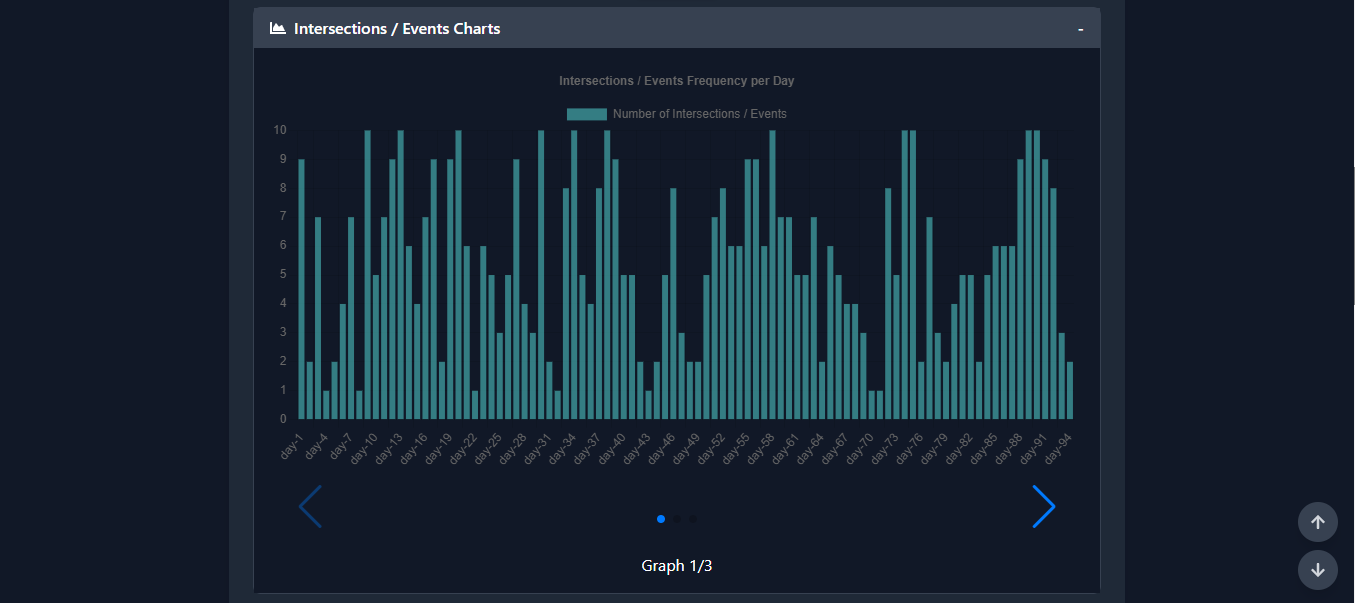 Intersections / Events Charts
-
Intersections / Events Frequency per Day
Number of Intersections / Events
10
9
8
7
6
5
4
3
2
1
0
day-1 day-4 day-7 day-10 day-13 day-16 day-19 day-22 day-25 day-28 day-31 day-34 day-37 day-40 day-43 day-46 day-49 day-52 day-55 day-58 day-61 day-64 day-67 day-70 day-73 day-76 day-79 day-82 day-85 day-88 day-91 day-94
Graph 1/3